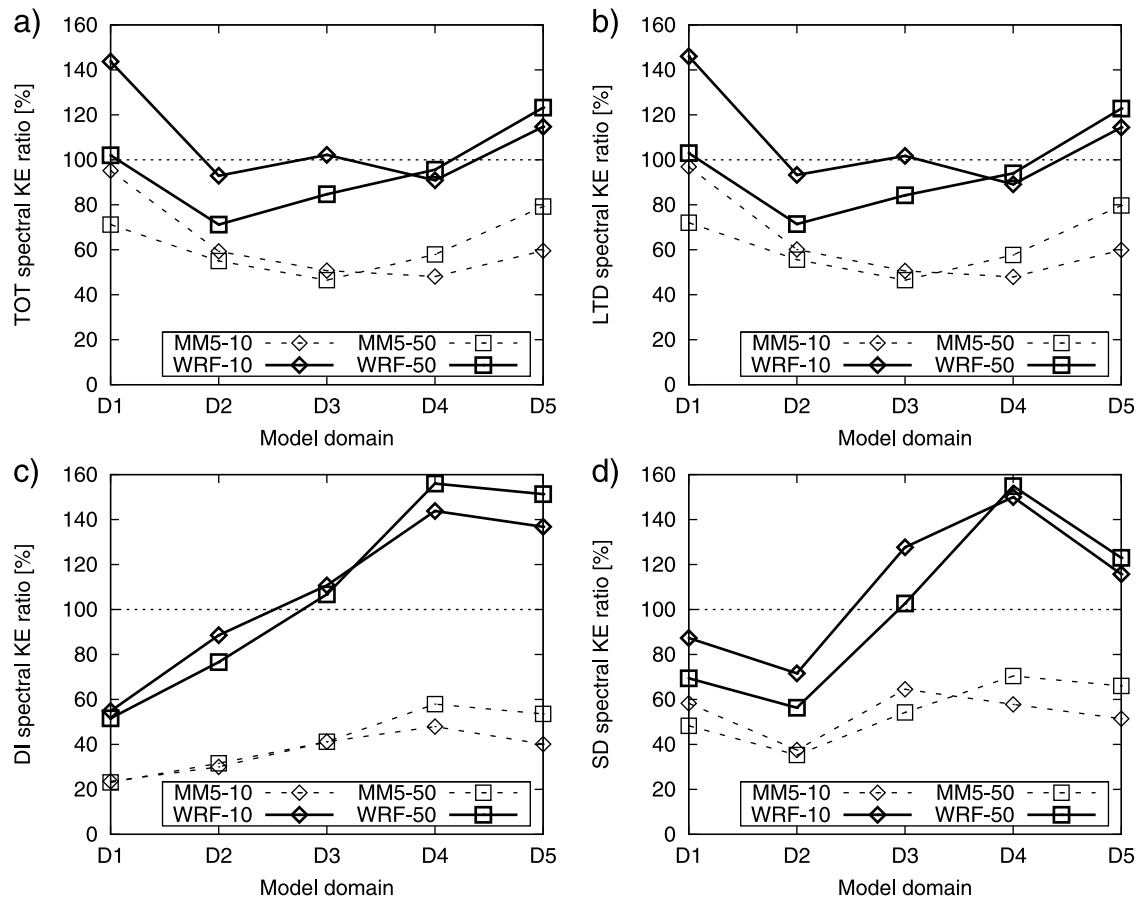 a)
TOT spectral KE ratio [%]
160
140
120
100
80
60
40
20
0
MM5-10 MM5-50
WRF-10 WRF-50
D1 D2 D3 D4 D5
Model domain
b)
LTD spectral KE ratio [%]
160
140
120
100
80
60
40
20
0
MM5-10 MM5-50
WRF-10 WRF-50
D1 D2 D3 D4 D5
Model domain
c)
DI spectral KE ratio [%]
160
140
120
100
80
60
40
20
0
MM5-10 MM5-50
WRF-10 WRF-50
D1 D2 D3 D4 D5
Model domain
d)
SD spectral KE ratio [%]
160
140
120
100
80
60
40
20
0
MM5-10 MM5-50
WRF-10 WRF-50
D1 D2 D3 D4 D5
Model domain